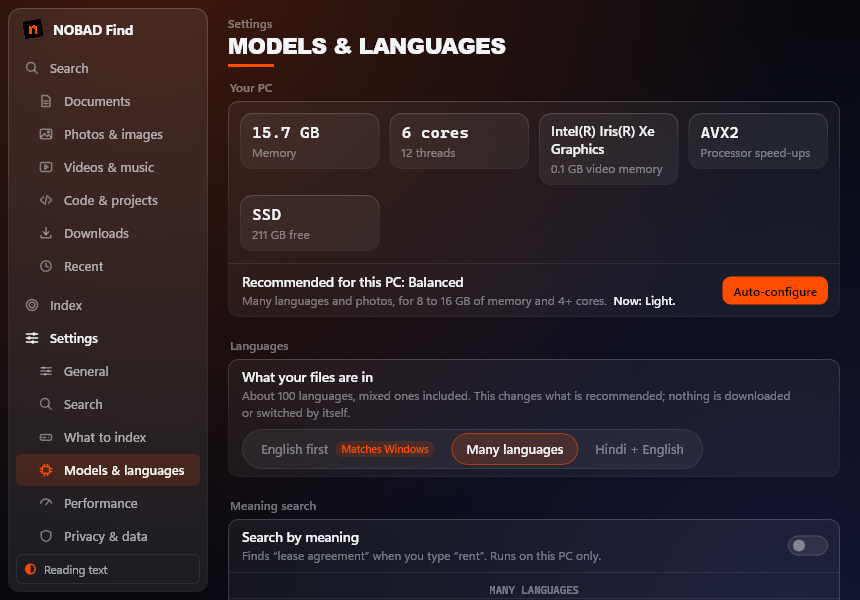 NOBAD Find
Search
Documents
Photos & images
Videos & music
Code & projects
Downloads
Recent
Index
Settings
General
Search
What to index
Models & languages
Performance
Privacy & data
Reading text
Settings
MODELS & LANGUAGES
Your PC
15.7 GB
Memory
6 cores
12 threads
Intel(R) Iris(R) Xe
Graphics
0.1 GB video memory
AVX2
Processor speed-ups
SSD
211 GB free
Recommended for this PC: Balanced
Many languages and photos, for 8 to 16 GB of memory and 4+ cores. Now: Light.
Auto-configure
Languages
What your files are in
About 100 languages, mixed ones included. This changes what is recommended; nothing is downloaded
or switched by itself.
English first Matches Windows Many languages Hindi + English
Meaning search
Search by meaning
Finds “lease agreement” when you type “rent”. Runs on this PC only.
MANY LANGUAGES